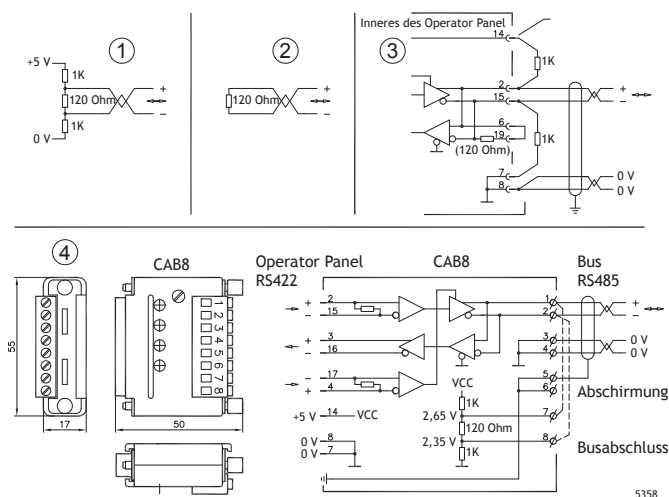 1
+5 V
1K
120 Ohm
1K
0 V
+
−
2
120 Ohm
+
−
3
Inneres des Operator Panel
14
1K
2
15
+
−
6
19
(120 Ohm)
1K
7
8
0 V
0 V
4
CAB8
55
17
50
1 2 3 4 5 6 7 8
Operator Panel
RS422
CAB8
Bus
RS485
+ 2
− 15
+ 3
− 16
+ 17
− 4
+5 V 14 VCC
0 V 8
0 V 7
VCC
1K
2,65 V
120 Ohm
2,35 V
1K
1 +
2 −
3 0 V
4 0 V
5
6
Abschirmung
7
8
Busabschluss
5358